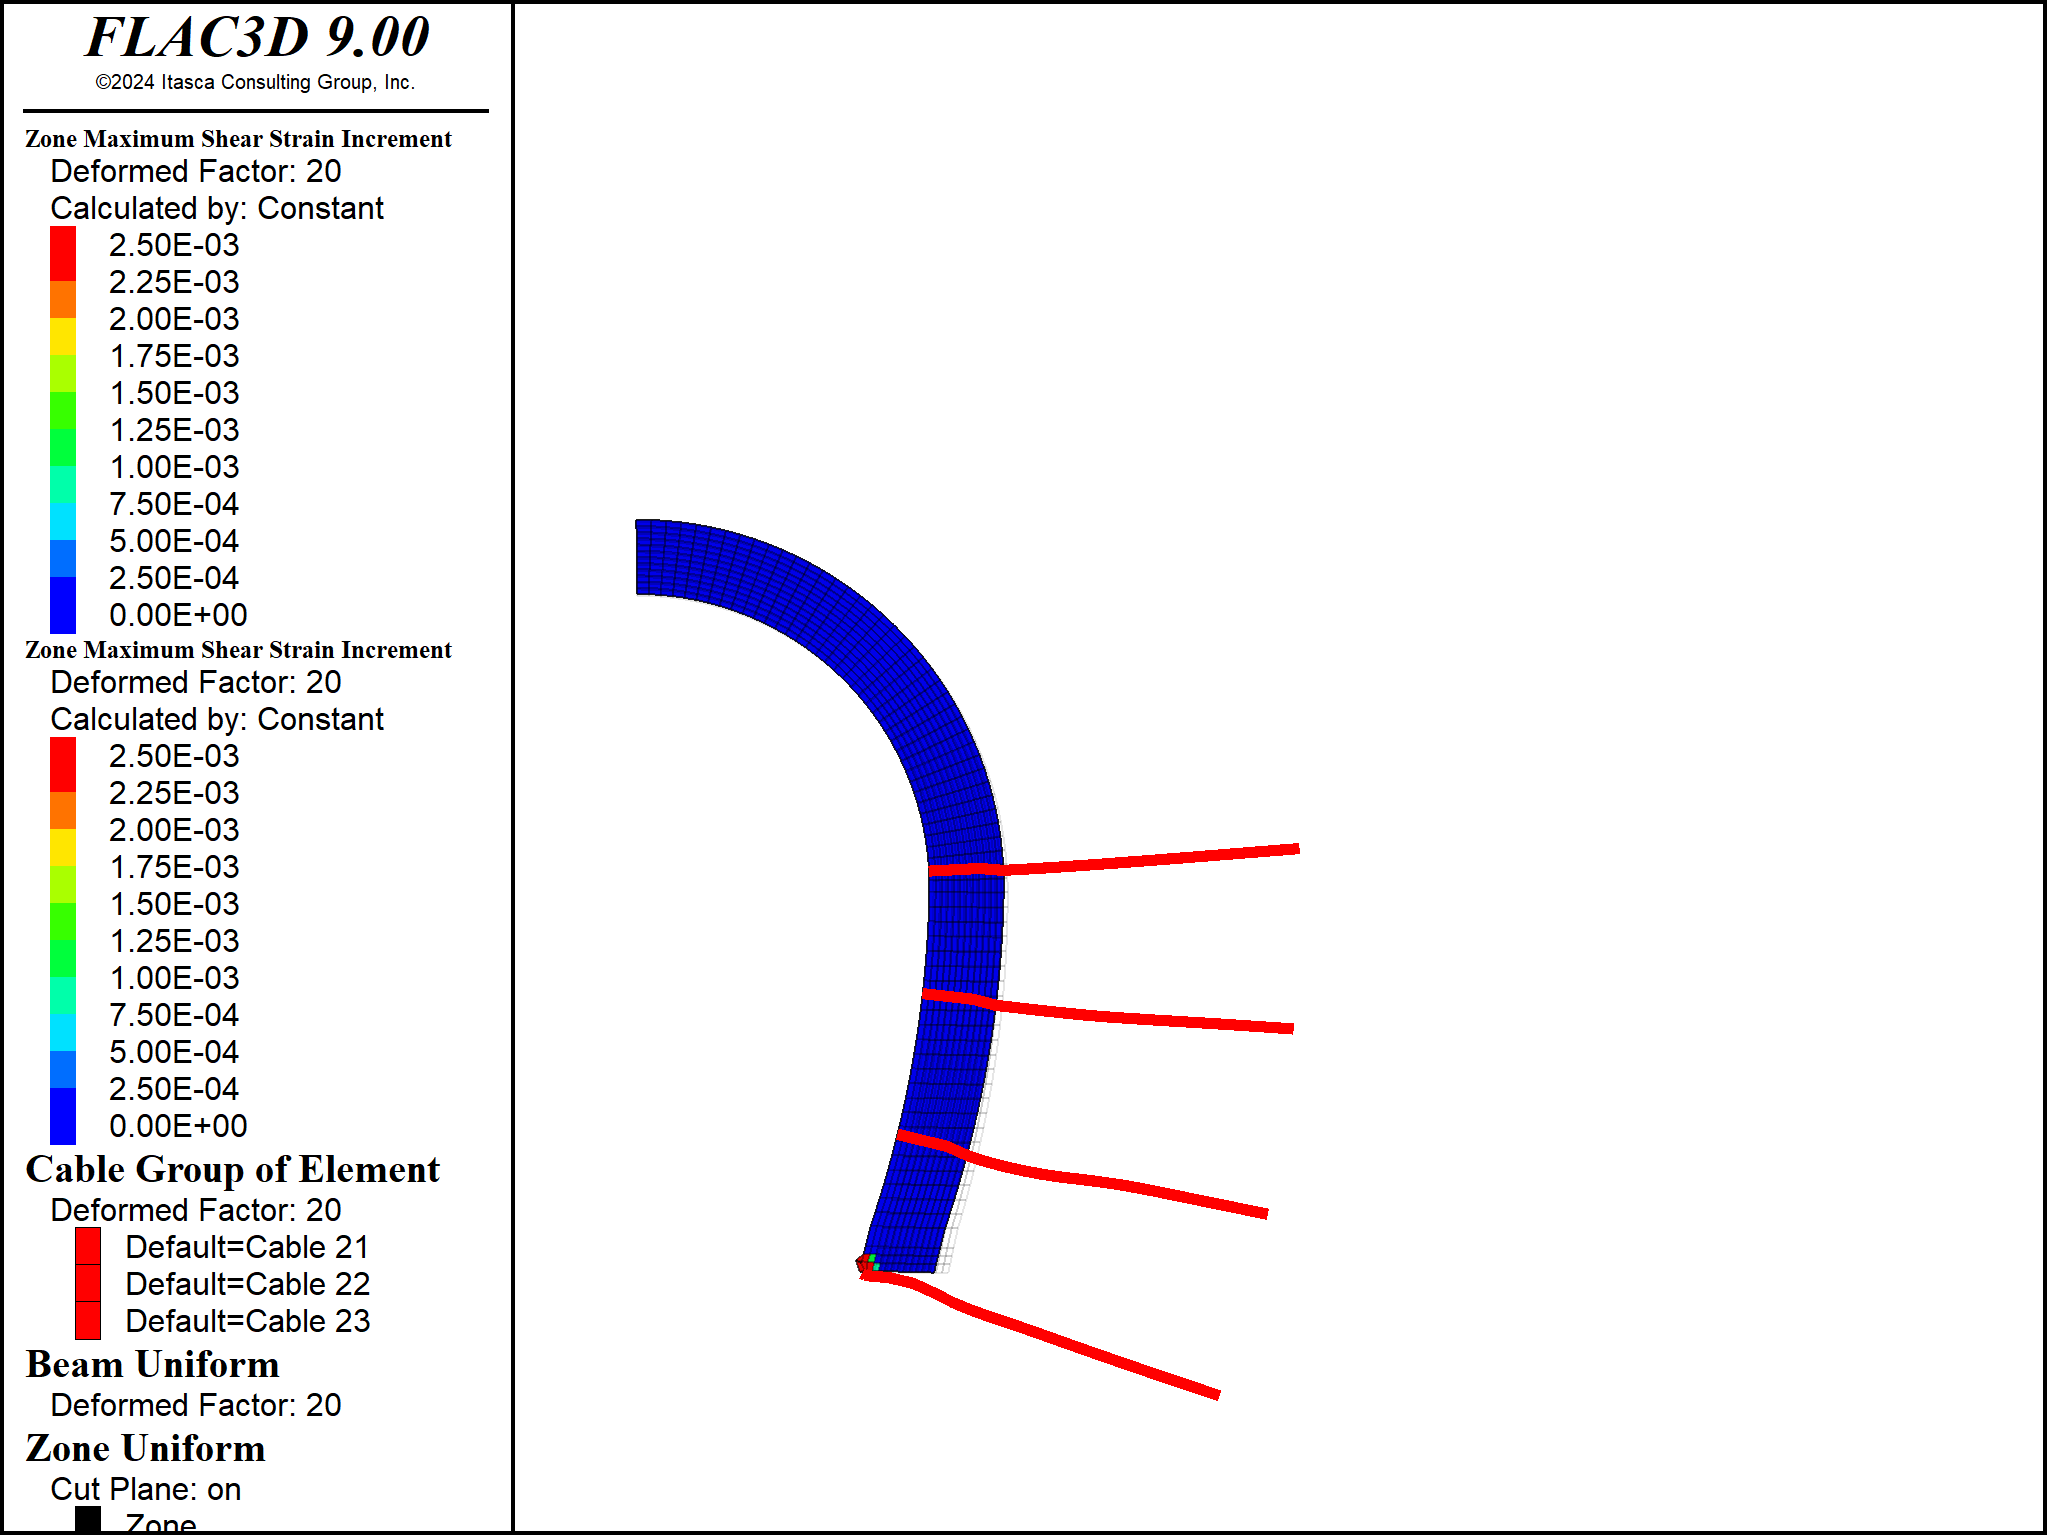 FLAC3D 9.00
©2024 Itasca Consulting Group, Inc.
Zone Maximum Shear Strain Increment
Deformed Factor: 20
Calculated by: Constant
2.50E-03
2.25E-03
2.00E-03
1.75E-03
1.50E-03
1.25E-03
1.00E-03
7.50E-04
5.00E-04
2.50E-04
0.00E+00
Zone Maximum Shear Strain Increment
Deformed Factor: 20
Calculated by: Constant
2.50E-03
2.25E-03
2.00E-03
1.75E-03
1.50E-03
1.25E-03
1.00E-03
7.50E-04
5.00E-04
2.50E-04
0.00E+00
Cable Group of Element
Deformed Factor: 20
Default=Cable 21
Default=Cable 22
Default=Cable 23
Beam Uniform
Deformed Factor: 20
Zone Uniform
Cut Plane: on
Zone